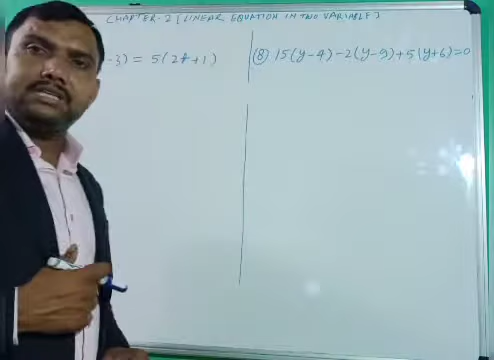 CHAPTER-2 [LINEAR EQUATION IN TWO VARIABLE]
-3) = 5(2t+1)
(8) 15(y-4)-2(y-9)+5(y+6)=0